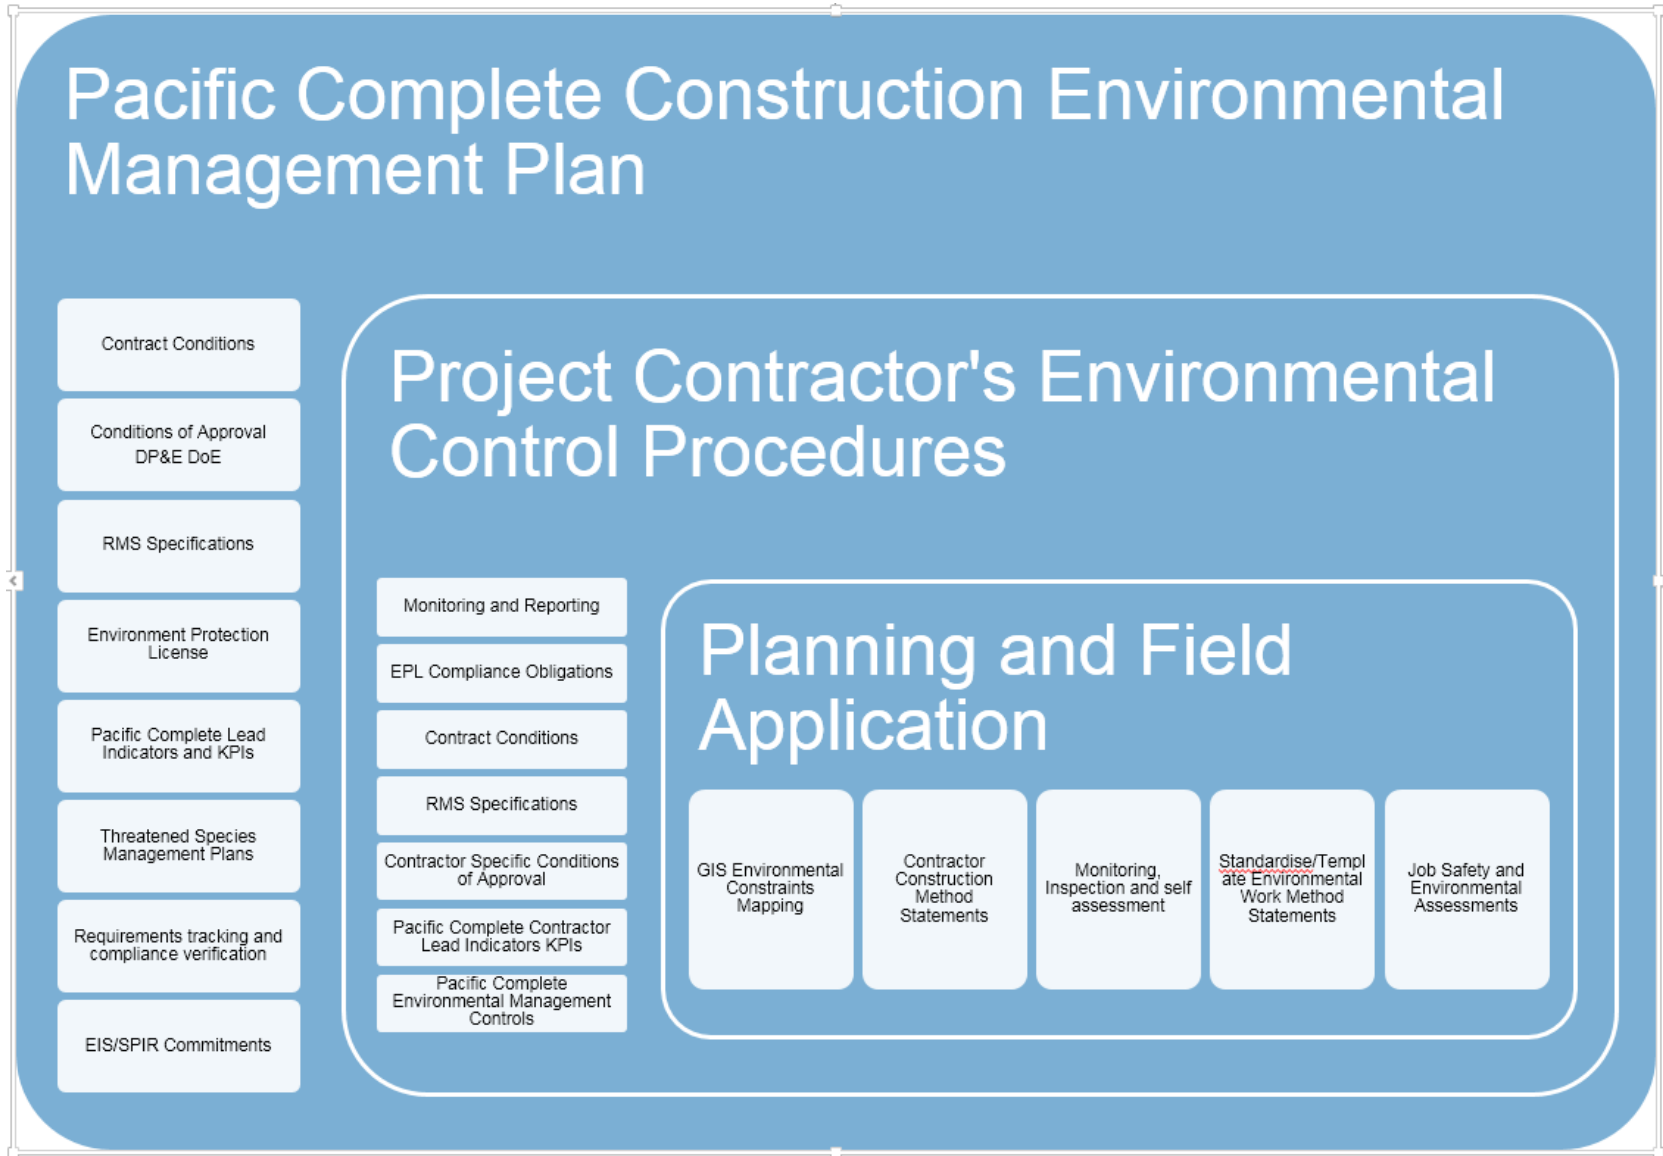 Pacific Complete Construction Environmental
Management Plan
Contract Conditions
Conditions of Approval
DP&E DoE
RMS Specifications
Environment Protection
License
Pacific Complete Lead
Indicators and KPIs
Threatened Species
Management Plans
Requirements tracking and
compliance verification
EIS/SPIR Commitments
Project Contractor's Environmental
Control Procedures
Monitoring and Reporting
EPL Compliance Obligations
Contract Conditions
RMS Specifications
Contractor Specific Conditions
of Approval
Pacific Complete Contractor
Lead Indicators KPIs
Pacific Complete
Environmental Management
Controls
Planning and Field
Application
GIS Environmental
Constraints
Mapping
Contractor
Construction
Method
Statements
Monitoring,
Inspection and self
assessment
Standardise/Templ
ate Environmental
Work Method
Statements
Job Safety and
Environmental
Assessments